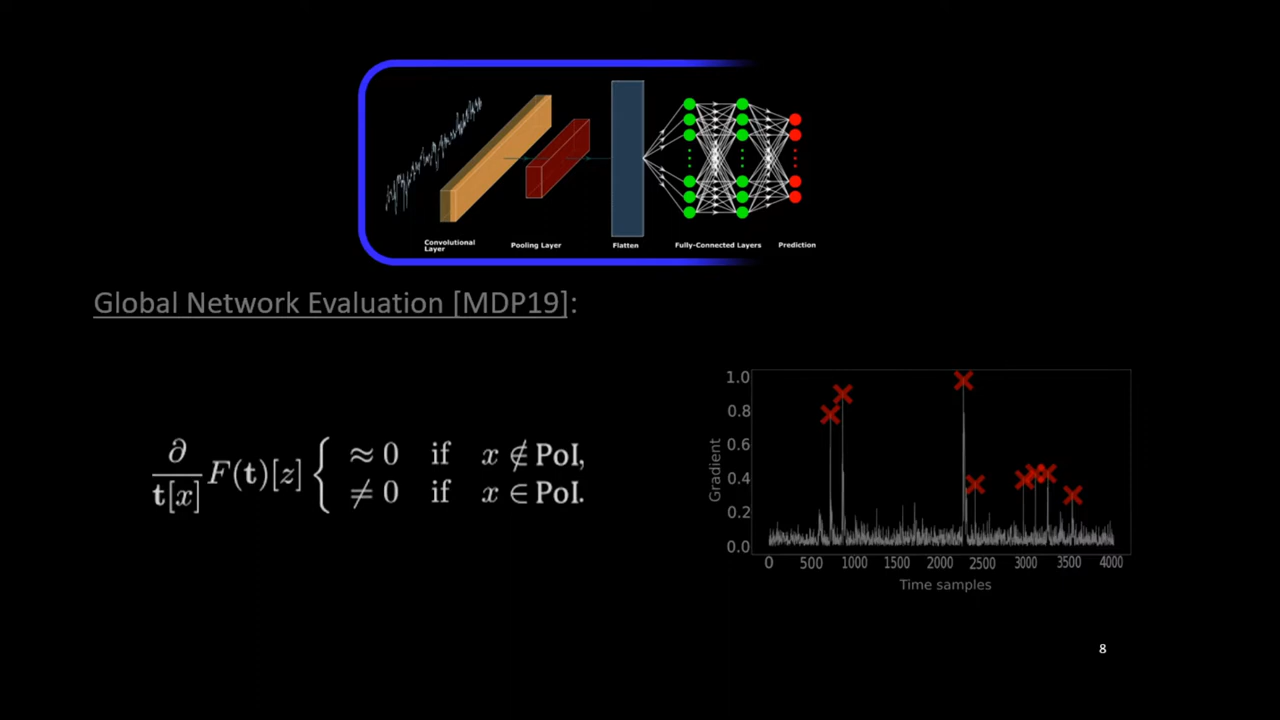 Convolutional
Layer
Pooling Layer
Flatten
Fully-Connected Layers
Prediction
Global Network Evaluation [MDP19]:
∂
t[x]
F(t)[z]
≈ 0 if x ∉ PoI,
≠ 0 if x ∈ PoI.
Gradient
1.0
0.8
0.6
0.4
0.2
0.0
0 500 1000 1500 2000 2500 3000 3500 4000
Time samples
8